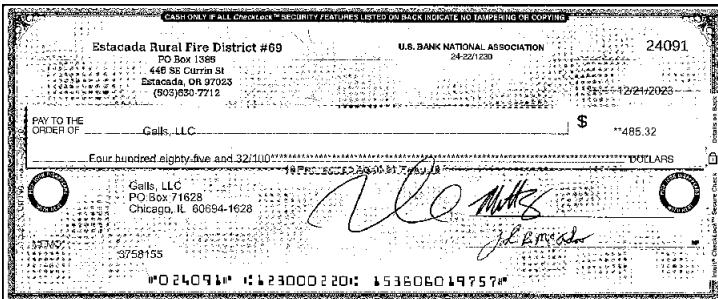 CASH ONLY IF ALL CheckLock™ SECURITY FEATURES LISTED ON BACK INDICATE NO TAMPERING OR COPYING
Estacada Rural Fire District #69
PO Box 1385
445 SE Currin St
Estacada, OR 97023
(503)630-7712
U.S. BANK NATIONAL ASSOCIATION
24-22/1230
24091
12/21/2023
PAY TO THE
ORDER OF
Galls, LLC
$
**485.32
Four hundred eighty-five and 32/100
DOLLARS
Galls, LLC
PO Box 71628
Chicago, IL 60694-1628
MEMO
3758155
⑈024091⑈ ⑆123000220⑆ 153606019757⑈